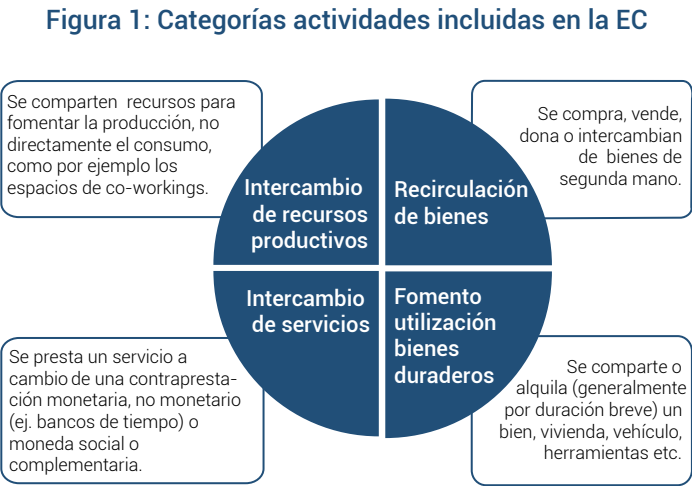 Figura 1: Categorías actividades incluidas en la EC
Se comparten recursos para
fomentar la producción, no
directamente el consumo,
como por ejemplo los
espacios de co-workings.
Se compra, vende,
dona o intercambian
de bienes de
segunda mano.
Intercambio
de recursos
productivos
Recirculación
de bienes
Intercambio
de servicios
Fomento
utilización
bienes
duraderos
Se presta un servicio a
cambio de una contrapresta-
ción monetaria, no monetario
(ej. bancos de tiempo) o
moneda social o
complementaria.
Se comparte o
alquila (generalmente
por duración breve) un
bien, vivienda, vehículo,
herramientas etc.